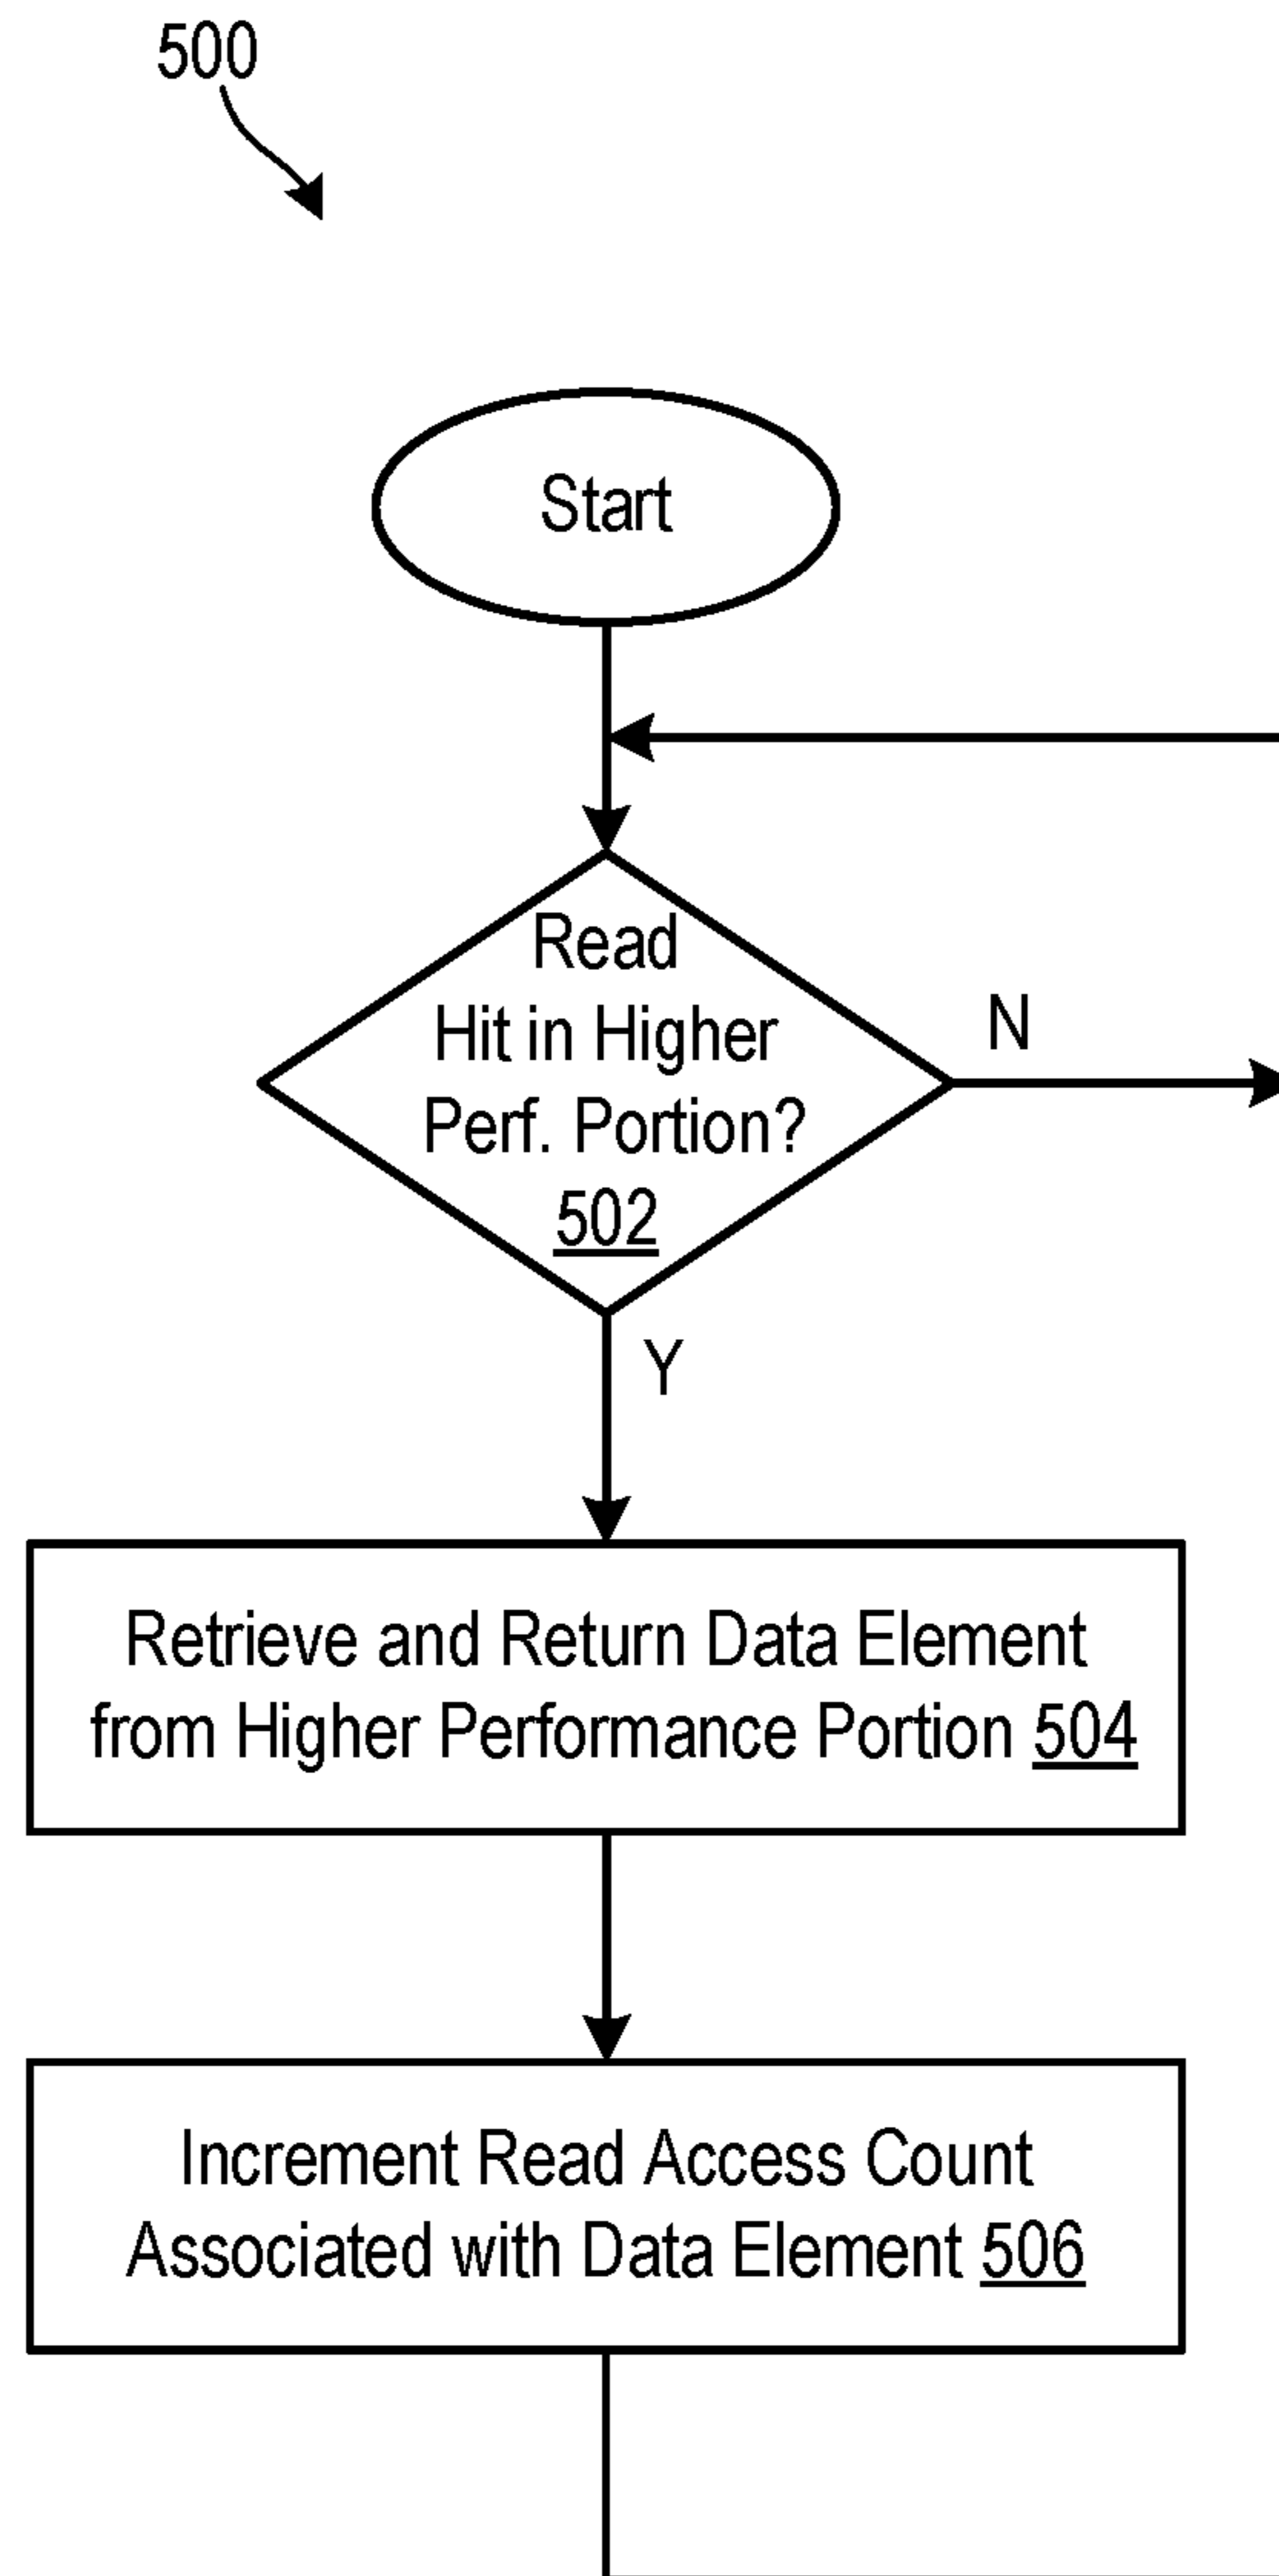 500
Start
Read
Hit in Higher
Perf. Portion?
502
N
Y
Retrieve and Return Data Element
from Higher Performance Portion 504
Increment Read Access Count
Associated with Data Element 506